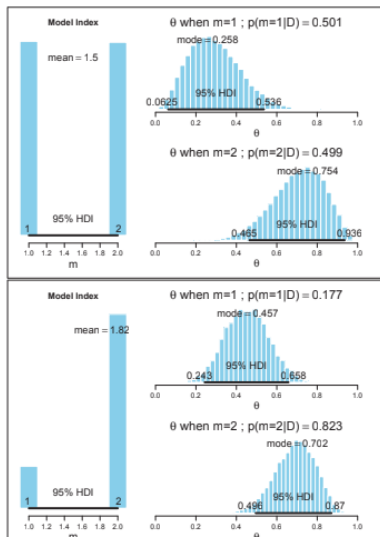 Model Index
mean = 1.5
95% HDI
1 2
1.0 1.2 1.4 1.6 1.8 2.0
m
θ when m=1 ; p(m=1|D) = 0.501
mode = 0.258
95% HDI
0.0625 0.536
0.0 0.2 0.4 0.6 0.8 1.0
θ
θ when m=2 ; p(m=2|D) = 0.499
mode = 0.754
95% HDI
0.465 0.936
0.0 0.2 0.4 0.6 0.8 1.0
θ
Model Index
mean = 1.82
95% HDI
1 2
1.0 1.2 1.4 1.6 1.8 2.0
m
θ when m=1 ; p(m=1|D) = 0.177
mode = 0.457
95% HDI
0.243 0.658
0.0 0.2 0.4 0.6 0.8 1.0
θ
θ when m=2 ; p(m=2|D) = 0.823
mode = 0.702
95% HDI
0.496 0.87
0.0 0.2 0.4 0.6 0.8 1.0
θ